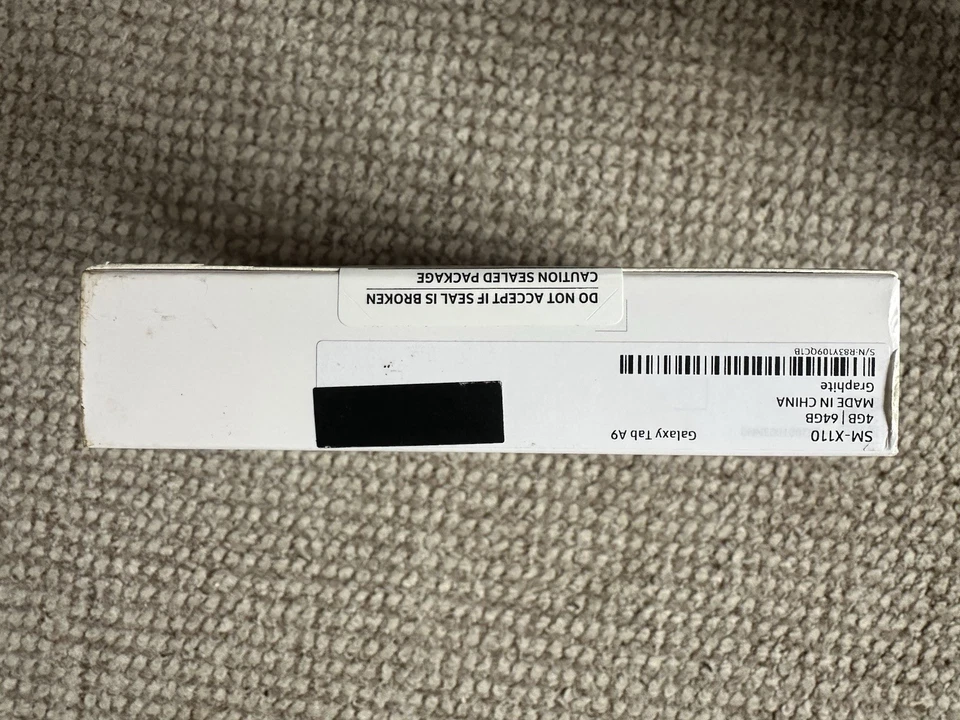 SM-X110
Galaxy Tab A9
4GB | 64GB
MADE IN CHINA
Graphite
S/N:R83Y109QC1B
DO NOT ACCEPT IF SEAL IS BROKEN
CAUTION SEALED PACKAGE